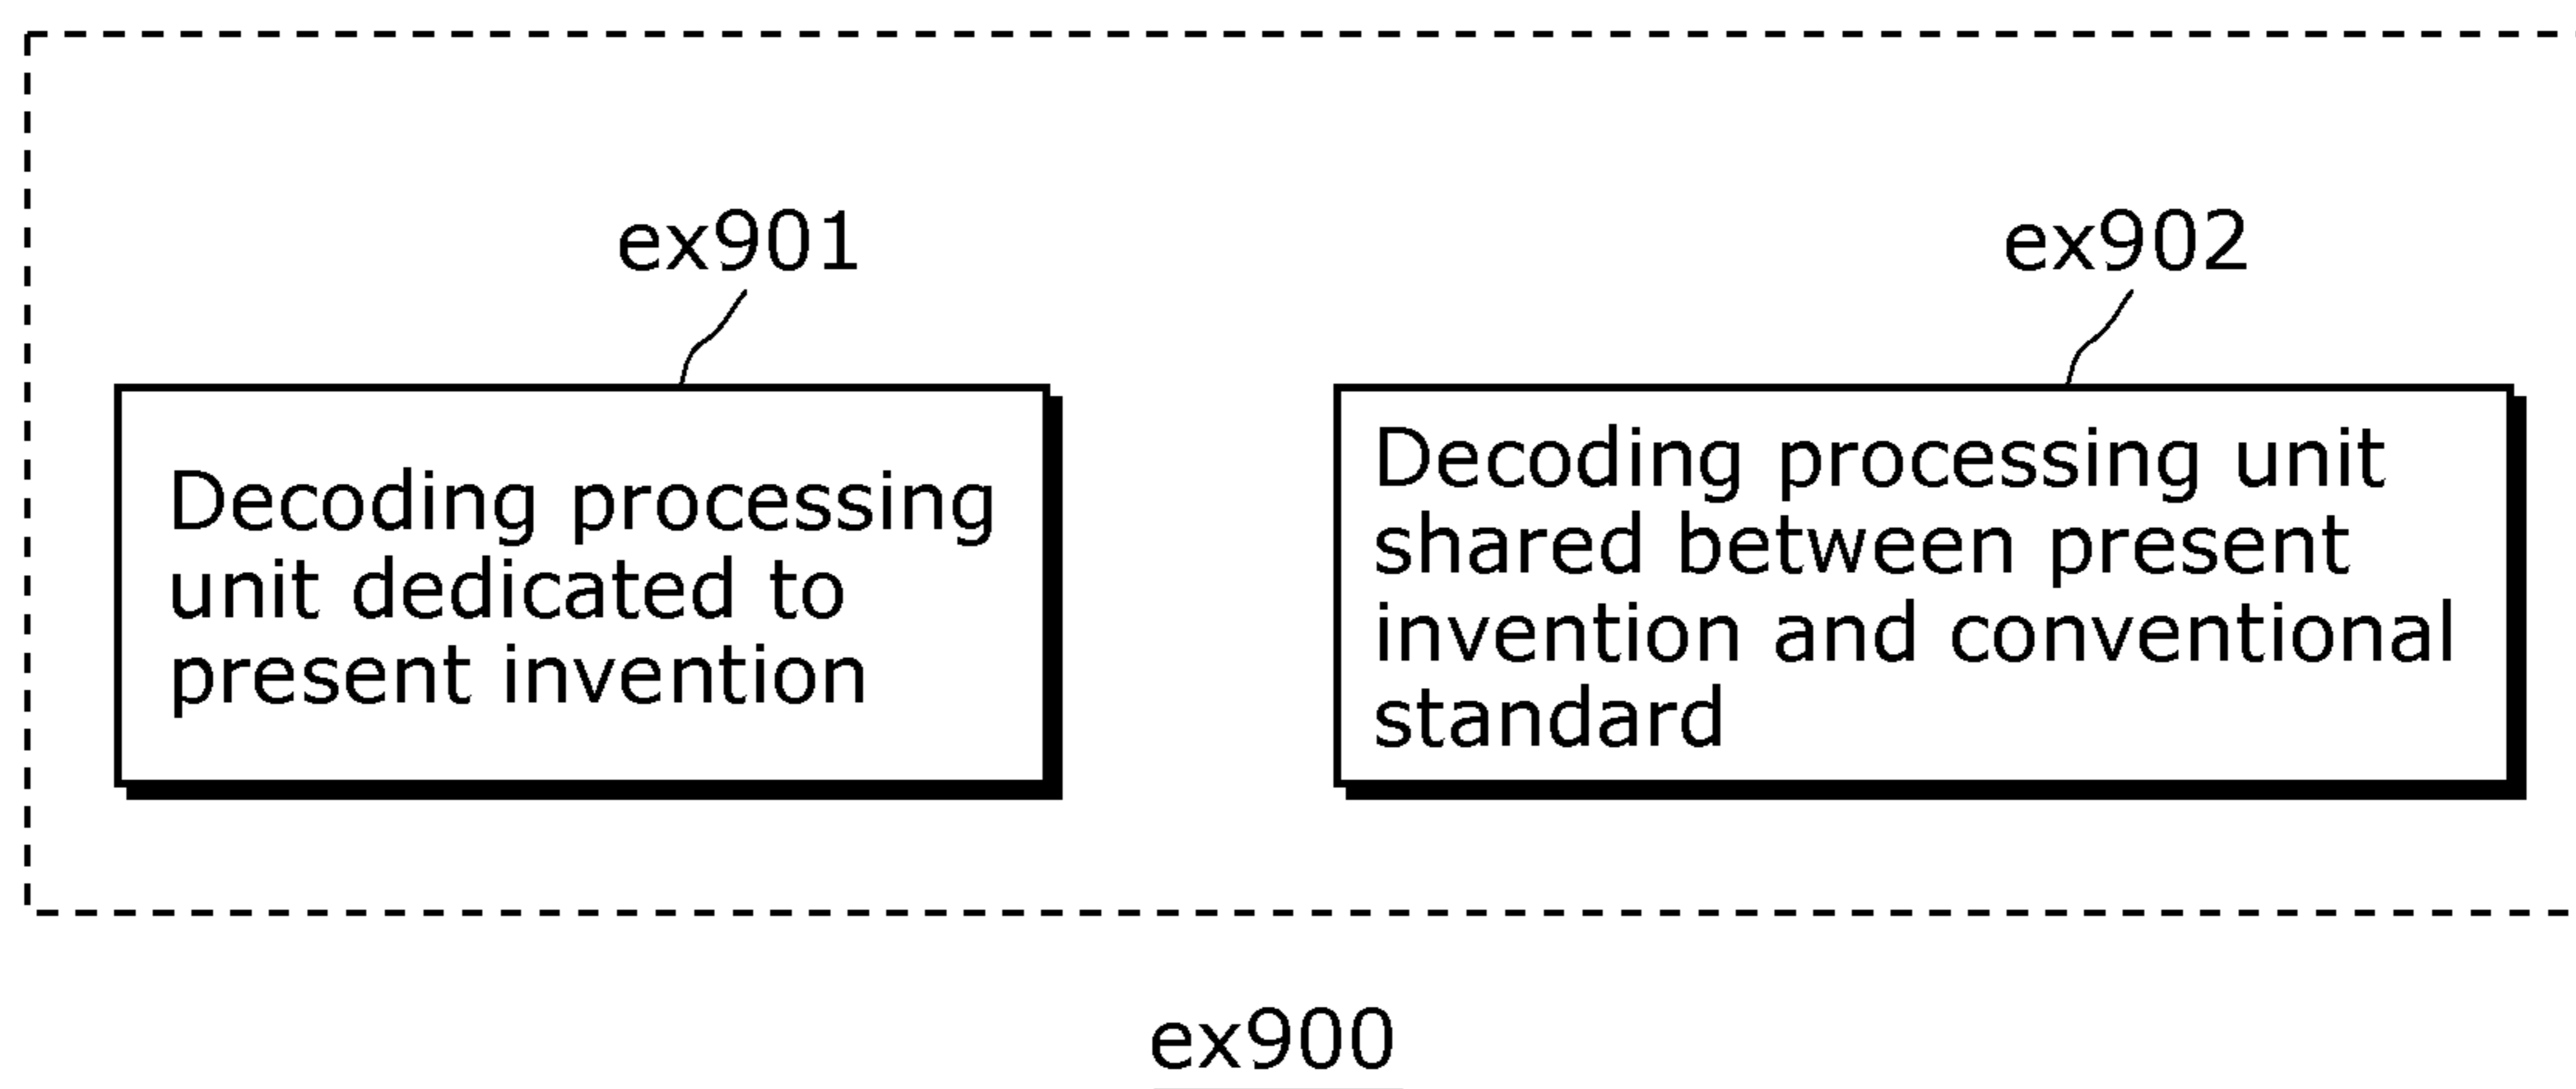 ex901
ex902
Decoding processing
unit dedicated to
present invention
Decoding processing unit
shared between present
invention and conventional
standard
ex900